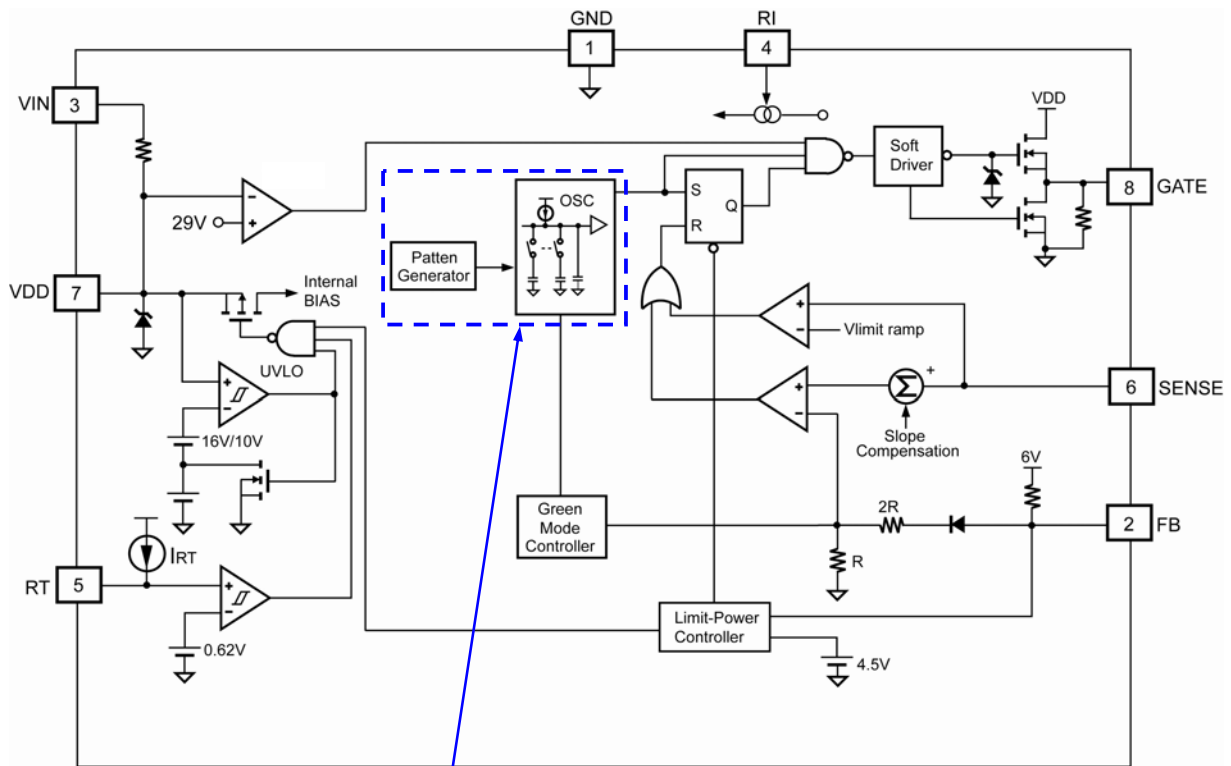 GND
1
RI
4
VIN
3
VDD
Soft
Driver
8
GATE
29V
−
+
OSC
S
Q
R
Patten
Generator
VDD
7
Internal
BIAS
UVLO
+
−
Vlimit ramp
+
−
16V/10V
+
−
Σ
+
6
SENSE
Slope
Compensation
6V
Green
Mode
Controller
2R
2
FB
R
IRT
RT
5
+
−
0.62V
Limit-Power
Controller
4.5V